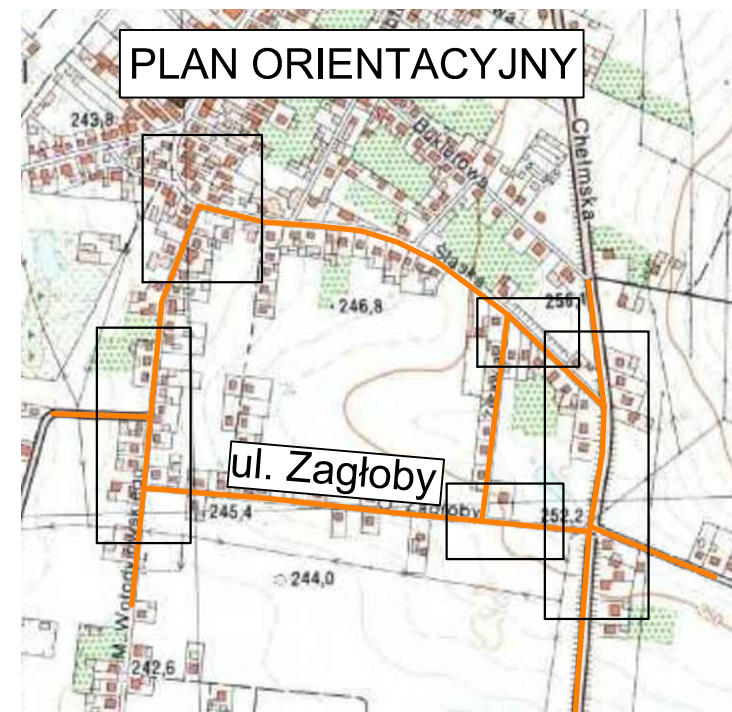 PLAN ORIENTACYJNY
243,8
Bukietowa
Chełmska
Śląska
256,1
246,8
ul. Zagłoby
O. Zagłoby
252,2
245,4
244,0
M. Wołodyjowskiego
242,6